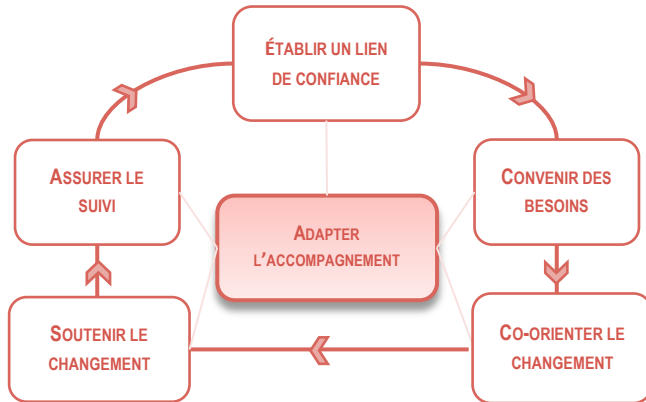 ÉTABLIR UN LIEN
DE CONFIANCE
ASSURER LE
SUIVI
CONVENIR DES
BESOINS
ADAPTER
L'ACCOMPAGNEMENT
SOUTENIR LE
CHANGEMENT
CO-ORIENTER LE
CHANGEMENT